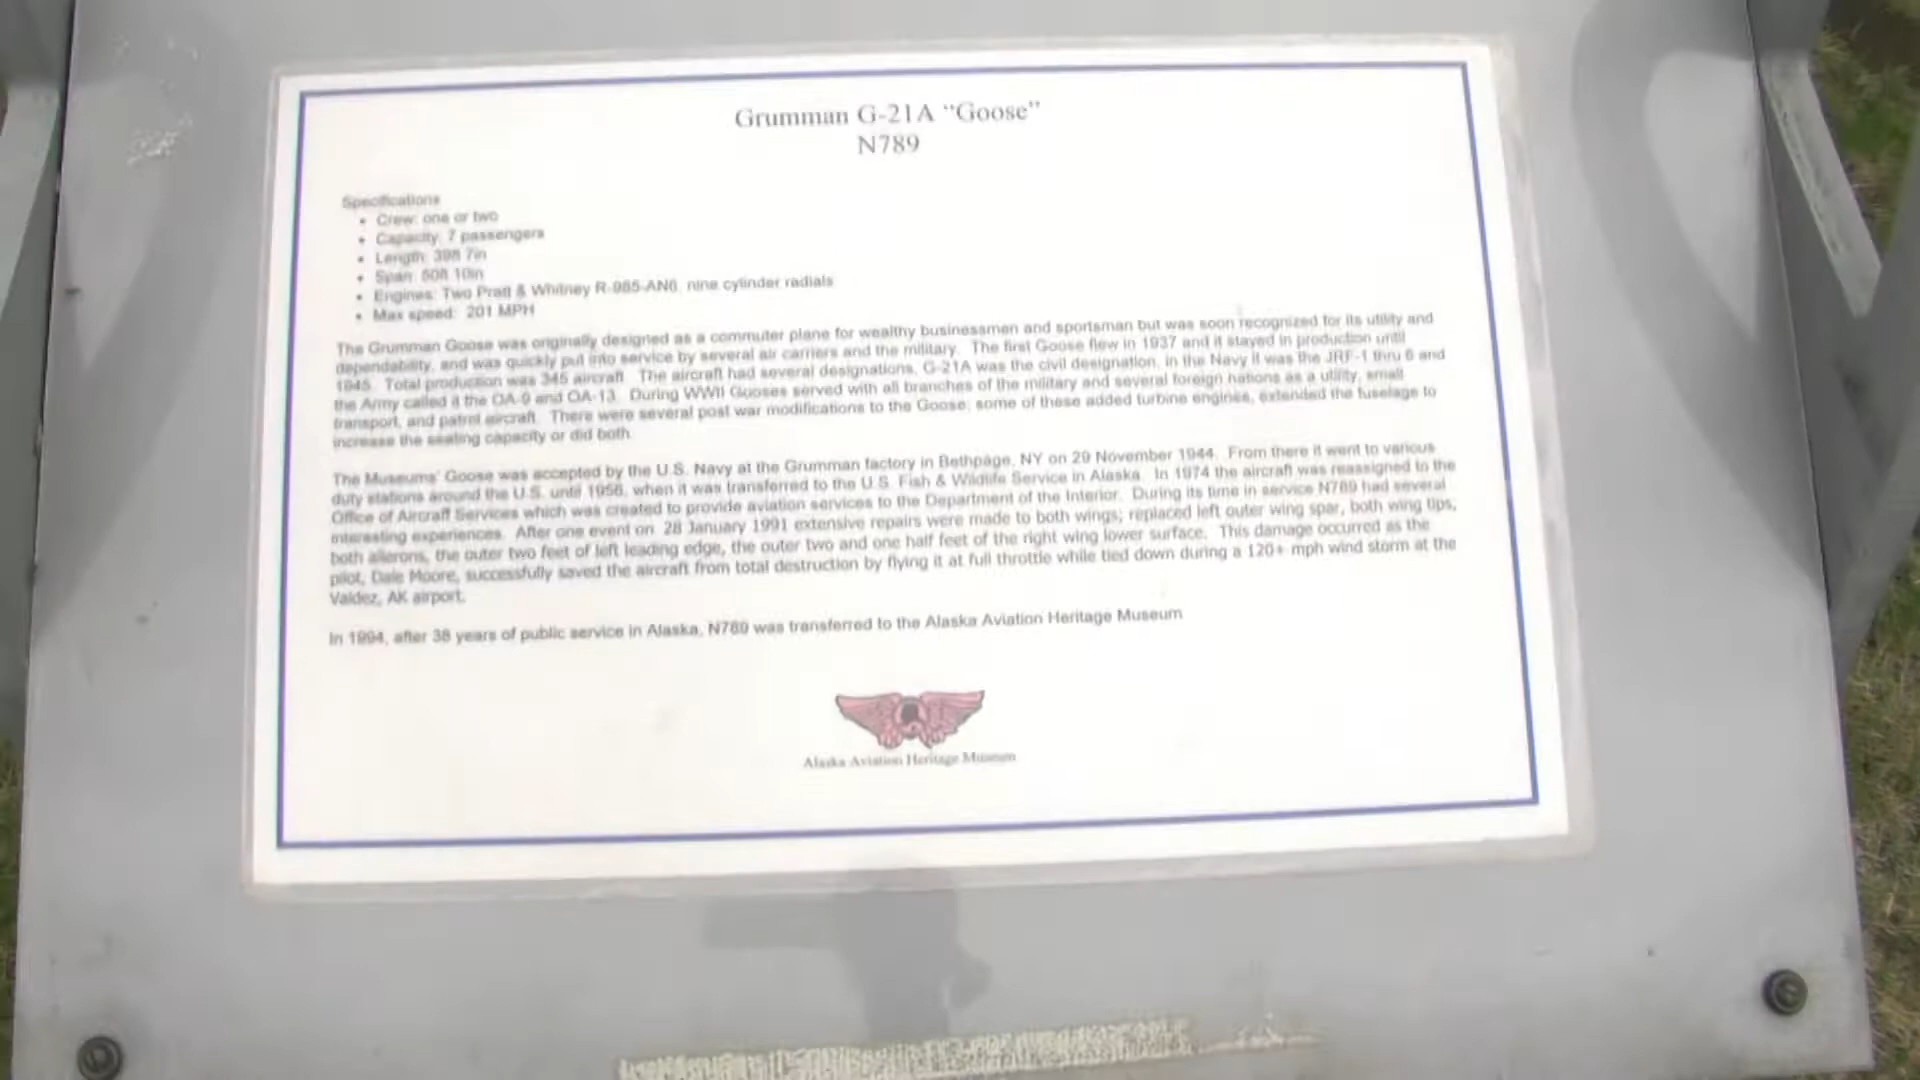 Grumman G-21A “Goose”
N789
Specifications
• Crew: one or two
• Capacity: 7 passengers
• Length: 39ft 7in
• Span: 50ft 10in
• Engines: Two Pratt & Whitney R-985-AN6 nine cylinder radials
• Max speed: 201 MPH
The Grumman Goose was originally designed as a commuter plane for wealthy businessmen and sportsman but was soon recognized for its utility and
dependability, and was quickly put into service by several air carriers and the military. The first Goose flew in 1937 and it stayed in production until
1945. Total production was 345 aircraft. The aircraft had several designations, G-21A was the civil designation, in the Navy it was the JRF-1 thru 6 and
the Army called it the OA-9 and OA-13. During WWII Gooses served with all branches of the military and several foreign nations as a utility, small
transport, and patrol aircraft. There were several post war modifications to the Goose; some of these added turbine engines, extended the fuselage to
increase the seating capacity or did both.
The Museums’ Goose was accepted by the U.S. Navy at the Grumman factory in Bethpage, NY on 29 November 1944. From there it went to various
duty stations around the U.S. until 1956, when it was transferred to the U.S. Fish & Wildlife Service in Alaska. In 1974 the aircraft was reassigned to the
Office of Aircraft Services which was created to provide aviation services to the Department of the Interior. During its time in service N789 had several
interesting experiences. After one event on 28 January 1991 extensive repairs were made to both wings; replaced left outer wing spar, both wing tips,
both ailerons, the outer two feet of left leading edge, the outer two and one half feet of the right wing lower surface. This damage occurred as the
pilot, Dale Moore, successfully saved the aircraft from total destruction by flying it at full throttle while tied down during a 120+ mph wind storm at the
Valdez, AK airport.
In 1994, after 38 years of public service in Alaska, N789 was transferred to the Alaska Aviation Heritage Museum
Alaska Aviation Heritage Museum